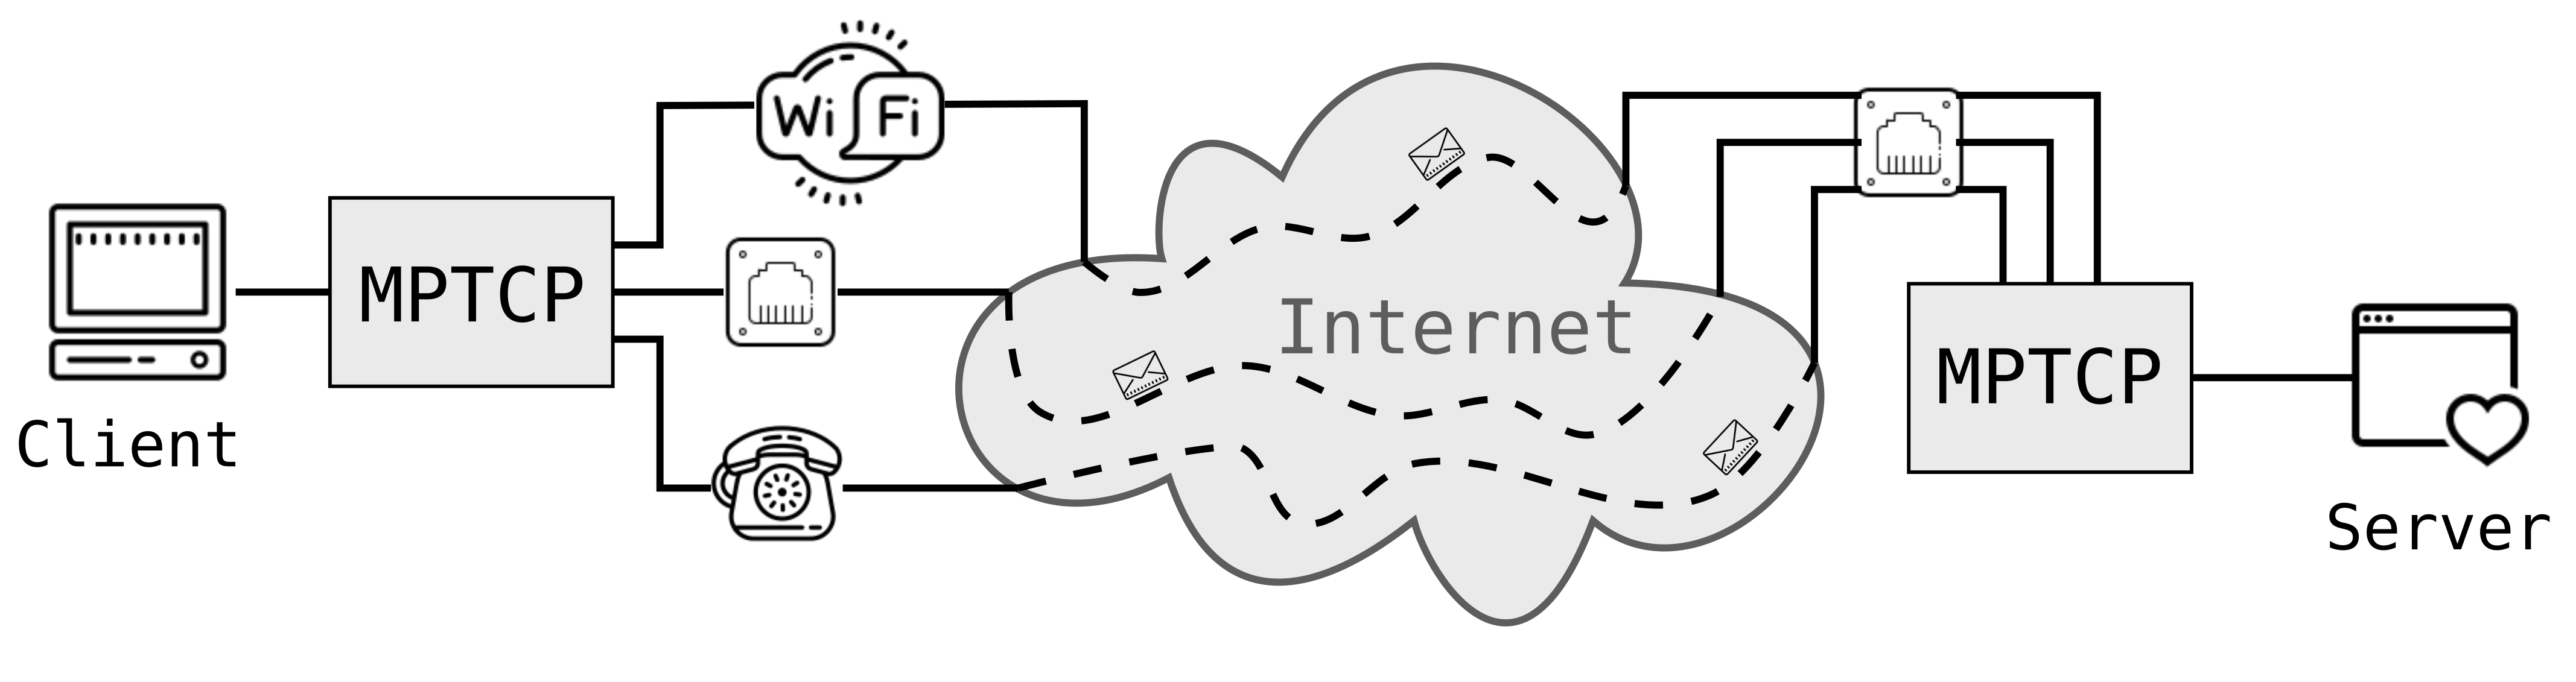 Wi Fi
MPTCP
Client
Internet
MPTCP
Server